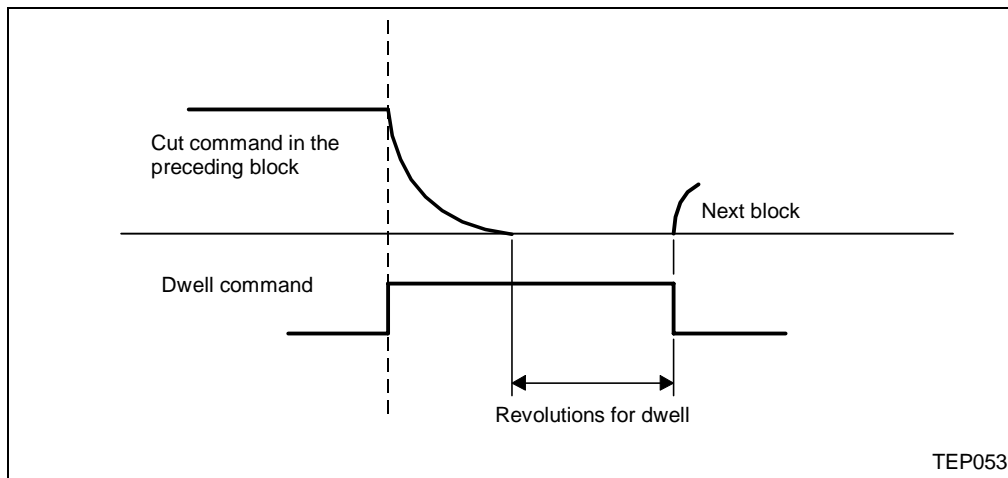 Cut command in the
preceding block
Next block
Dwell command
Revolutions for dwell
TEP053